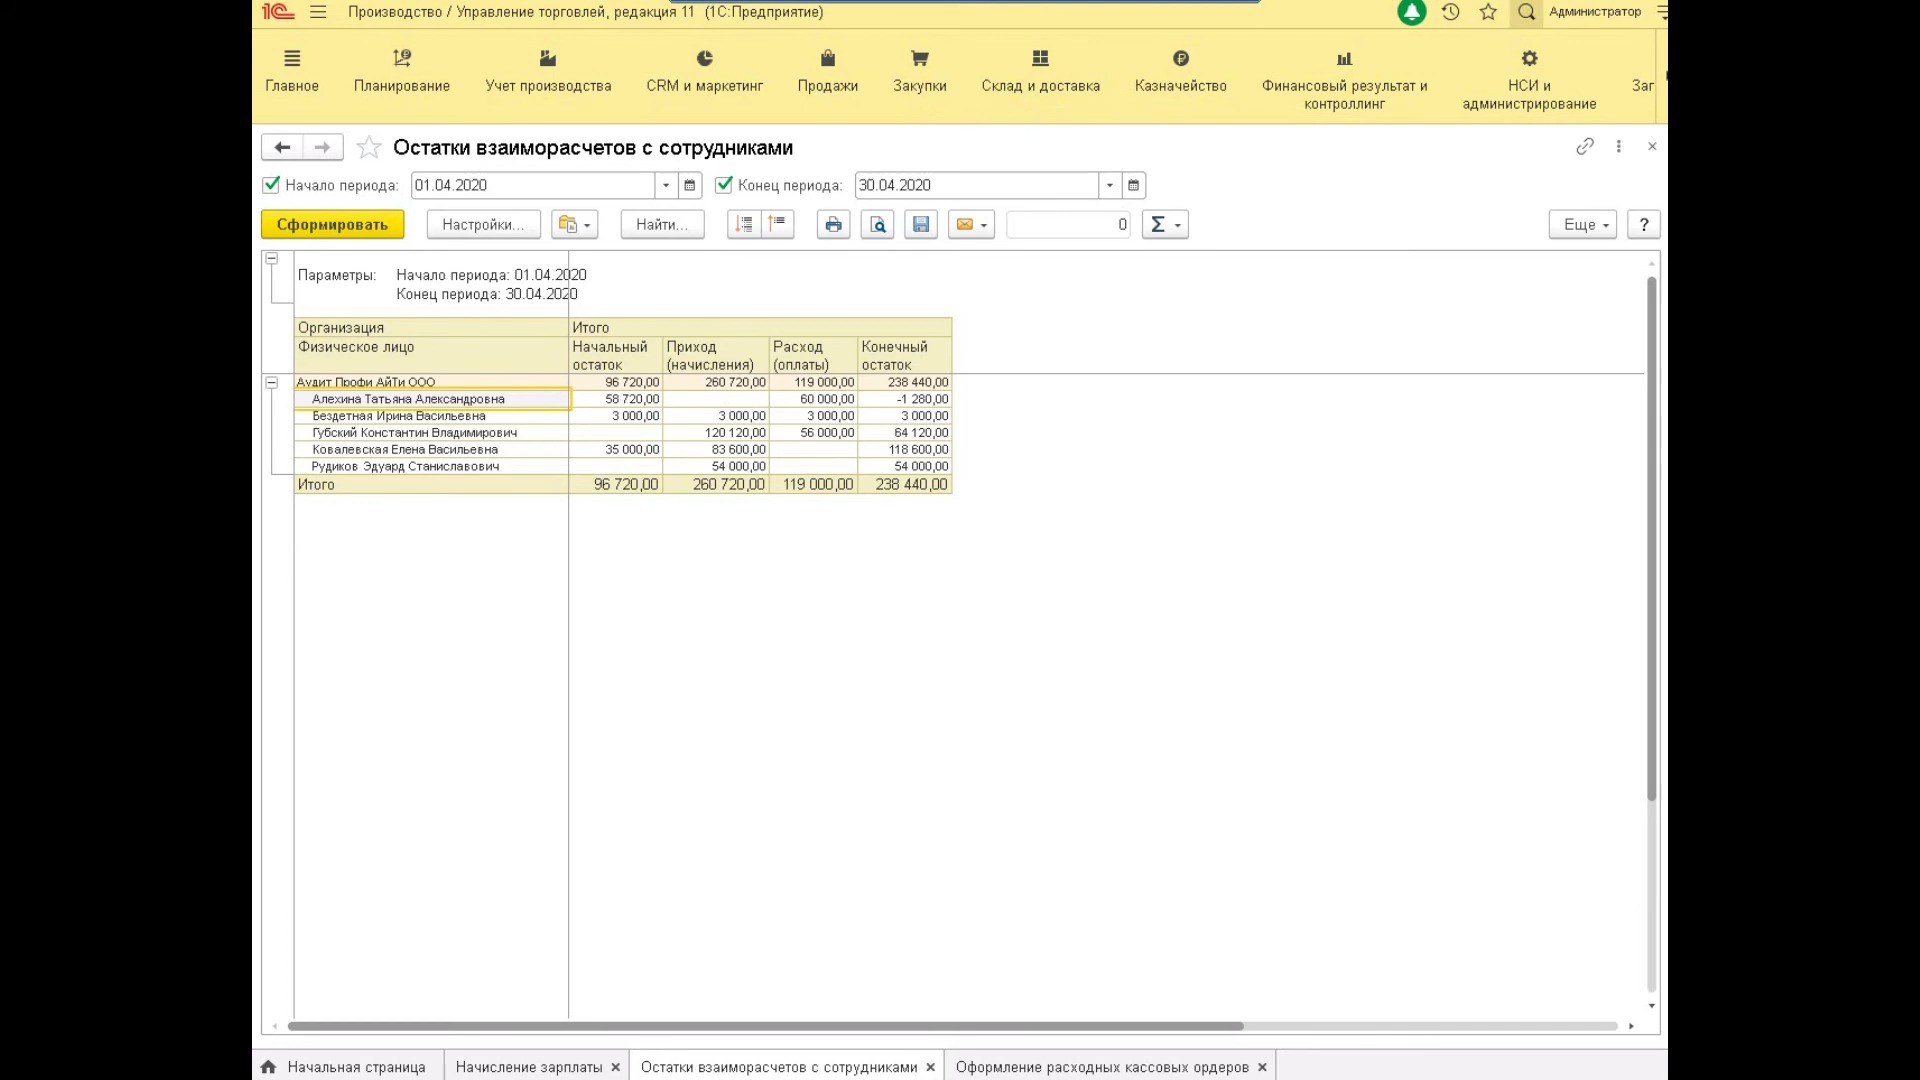 1С Производство / Управление торговлей, редакция 11 (1С:Предприятие) Администратор
Главное Планирование Учет производства CRM и маркетинг Продажи Закупки Склад и доставка Казначейство Финансовый результат и контроллинг НСИ и администрирование Заг
Остатки взаиморасчетов с сотрудниками
Начало периода: 01.04.2020 Конец периода: 30.04.2020
Сформировать Настройки... Найти... 0 Σ Еще ?
Параметры: Начало периода: 01.04.2020
Конец периода: 30.04.2020
Организация Итого
Физическое лицо Начальный остаток Приход (начисления) Расход (оплаты) Конечный остаток
Аудит Профи АйТи ООО 96 720,00 260 720,00 119 000,00 238 440,00
Алехина Татьяна Александровна 58 720,00 60 000,00 -1 280,00
Бездетная Ирина Васильевна 3 000,00 3 000,00 3 000,00 3 000,00
Губский Константин Владимирович 120 120,00 56 000,00 64 120,00
Ковалевская Елена Васильевна 35 000,00 83 600,00 118 600,00
Рудиков Эдуард Станиславович 54 000,00 54 000,00
Итого 96 720,00 260 720,00 119 000,00 238 440,00
Начальная страница Начисление зарплаты Остатки взаиморасчетов с сотрудниками Оформление расходных кассовых ордеров